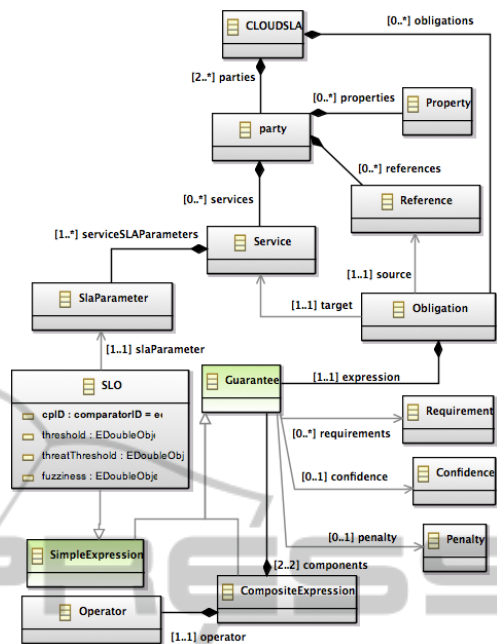 CLOUDSLA
[0..*] obligations
[2..*] parties
[0..*] properties
Property
party
[0..*] references
[0..*] services
Reference
[1..*] serviceSLAParameters
Service
[1..1] source
SlaParameter
[1..1] target
Obligation
[1..1] slaParameter
SLO
Guarantee
[1..1] expression
cpID : comparatorID = e
threshold : EDoubleObje
threatThreshold : EDoubleObj
fuzziness : EDoubleObje
Requirement
[0..*] requirements
Confidence
[0..1] confidence
[0..1] penalty
Penalty
SimpleExpression
[2..2] components
CompositeExpression
Operator
[1..1] operator
PRESS